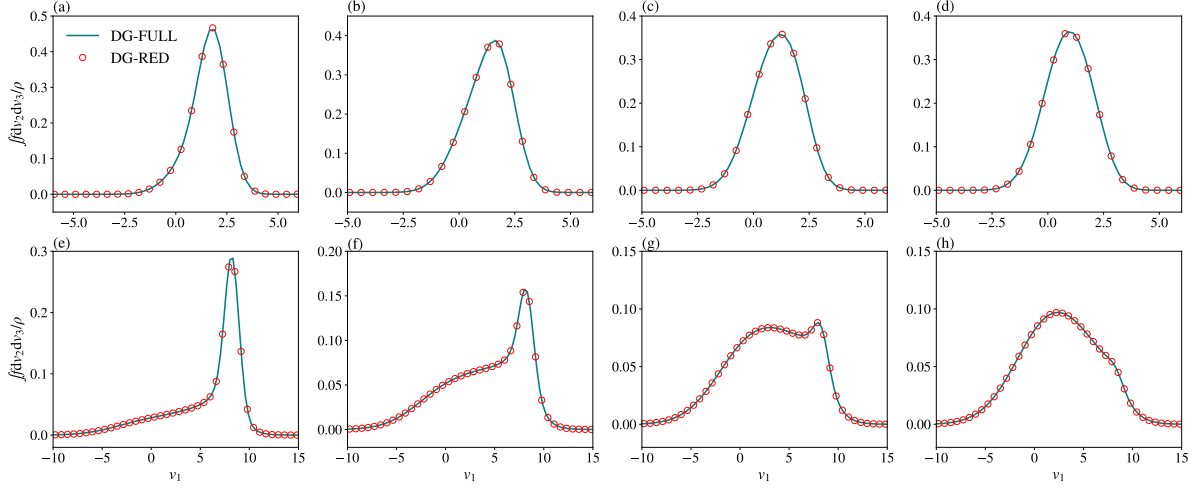 (a) (b) (c) (d)
DG-FULL
DG-RED
∬fdv₂dv₃/ρ
0.5 0.4 0.3 0.2 0.1 0.0
−5.0 −2.5 0.0 2.5 5.0
0.4 0.3 0.2 0.1 0.0
−5.0 −2.5 0.0 2.5 5.0
0.4 0.3 0.2 0.1 0.0
−5.0 −2.5 0.0 2.5 5.0
0.4 0.3 0.2 0.1 0.0
−5.0 −2.5 0.0 2.5 5.0
(e) (f) (g) (h)
∬fdv₂dv₃/ρ
0.3 0.2 0.1 0.0
−10 −5 0 5 10 15
v₁
0.20 0.15 0.10 0.05 0.00
−10 −5 0 5 10 15
v₁
0.15 0.10 0.05 0.00
−10 −5 0 5 10 15
v₁
0.15 0.10 0.05 0.00
−10 −5 0 5 10 15
v₁